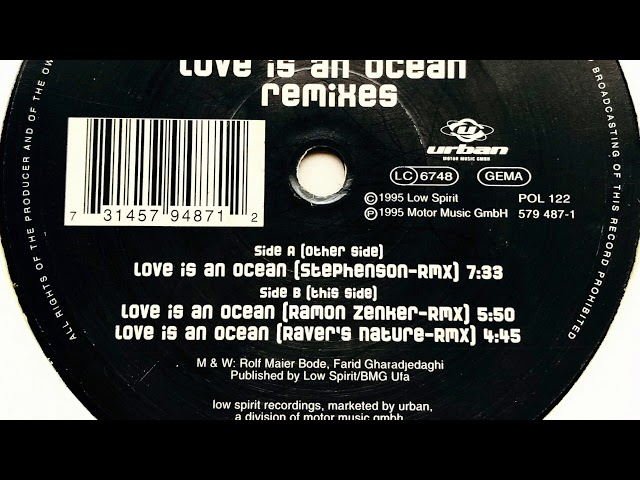 Love is an Ocean
Remixes
urban
MOTOR MUSIC GMBH
LC 6748
GEMA
7 31457 94871 2
© 1995 Low Spirit
POL 122
℗ 1995 Motor Music GmbH
579 487-1
Side A (Other Side)
Love is an Ocean (Stephenson-RMX) 7:33
Side B (This Side)
Love is an Ocean (Ramon Zenker-RMX) 5:50
Love is an Ocean (Raver's Nature-RMX) 4:45
M & W: Rolf Maier Bode, Farid Gharadjedaghi
Published by Low Spirit/BMG Ufa
low spirit recordings, marketed by urban,
a division of motor music gmbh
ALL RIGHTS OF THE PRODUCER AND OF THE OW
BROADCASTING OF THIS RECORD PROHIBITED